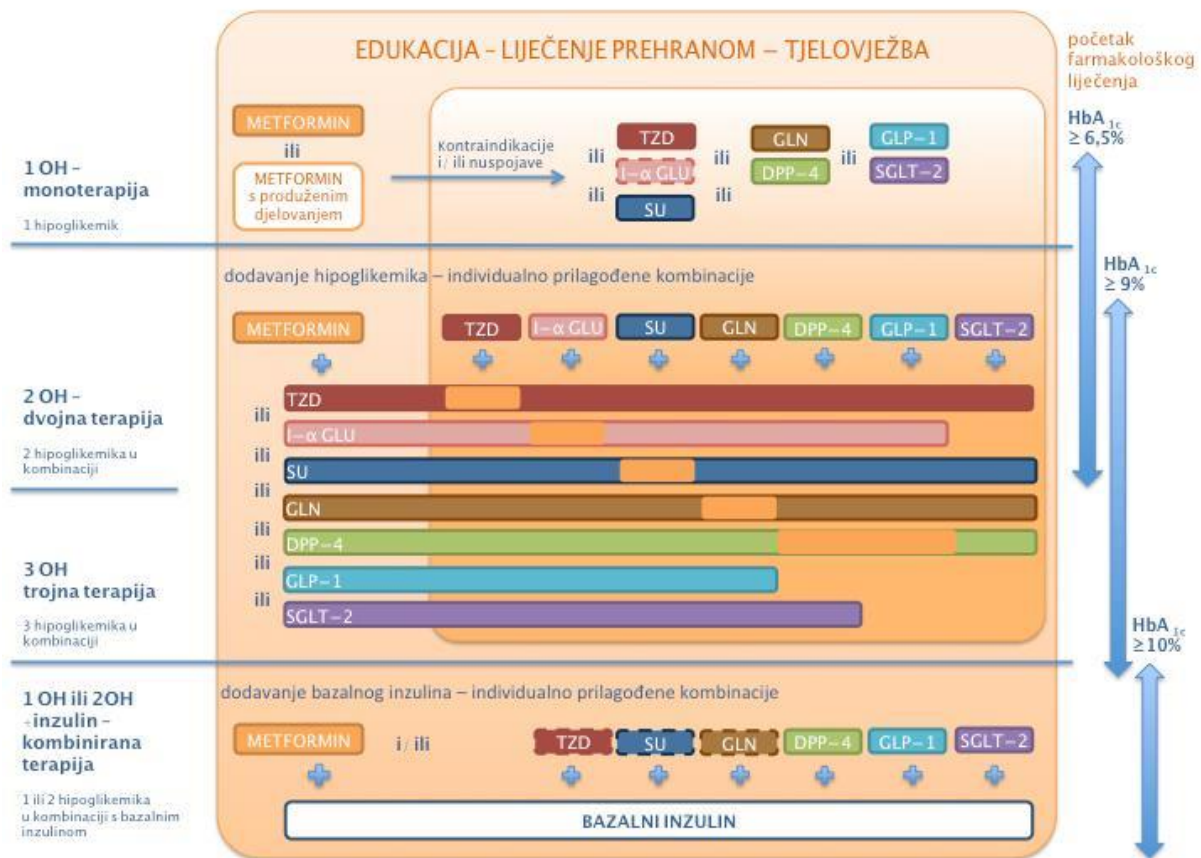 EDUKACIJA – LIJEČENJE PREHRANOM – TJELOVJEŽBA
početak
farmakološkog
liječenja
HbA 1c
≥ 6,5%
1 OH –
monoterapija
1 hipoglikemik
METFORMIN
ili
METFORMIN
s produženim
djelovanjem
Kontraindikacije
i/ ili nuspojave
ili
ili
TZD
I–α GLU
SU
ili
ili
GLN
DPP–4
ili
GLP–1
SGLT–2
dodavanje hipoglikemika – individualno prilagođene kombinacije
HbA 1c
≥ 9%
METFORMIN
TZD
I–α GLU
SU
GLN
DPP–4
GLP–1
SGLT–2
2 OH –
dvojna terapija
2 hipoglikemika u
kombinaciji
TZD
ili
I–α GLU
ili
SU
ili
GLN
ili
DPP–4
ili
GLP–1
ili
SGLT–2
3 OH
trojna terapija
3 hipoglikemika u
kombinaciji
HbA 1c
≥10%
1 OH ili 2OH
+inzulin –
kombinirana
terapija
1 ili 2 hipoglikemika
u kombinaciji s bazalnim
inzulinom
dodavanje bazalnog inzulina – individualno prilagođene kombinacije
METFORMIN
i/ ili
TZD
SU
GLN
DPP–4
GLP–1
SGLT–2
BAZALNI INZULIN